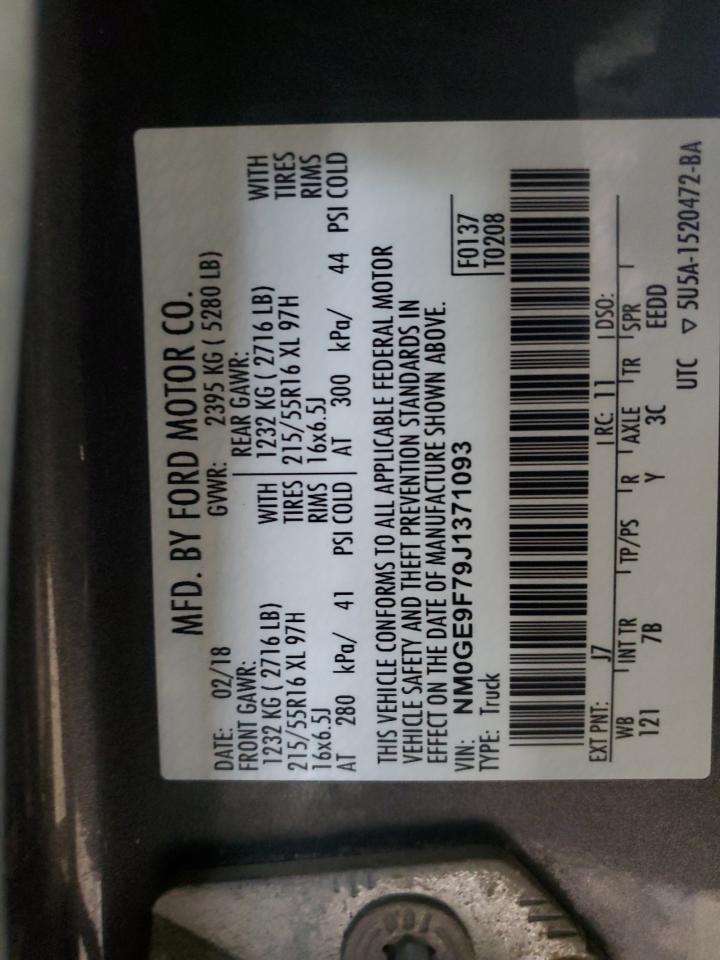 MFD. BY FORD MOTOR CO.
DATE: 02/18 GVWR: 2395 KG ( 5280 LB)
FRONT GAWR: REAR GAWR:
1232 KG ( 2716 LB) WITH 1232 KG ( 2716 LB) WITH
215/55R16 XL 97H TIRES 215/55R16 XL 97H TIRES
16x6.5J RIMS 16x6.5J RIMS
AT 280 kPa/ 41 PSI COLD AT 300 kPa/ 44 PSI COLD
THIS VEHICLE CONFORMS TO ALL APPLICABLE FEDERAL MOTOR
VEHICLE SAFETY AND THEFT PREVENTION STANDARDS IN
EFFECT ON THE DATE OF MANUFACTURE SHOWN ABOVE.
VIN: NM0GE9F79J1371093 F0137
TYPE: Truck T0208
EXT PNT: J7 RC: 11 DSO:
WB INT TR TP/PS R AXLE TR SPR
121 7B Y 3C EEDD
UTC ▽ 5U5A-1520472-BA